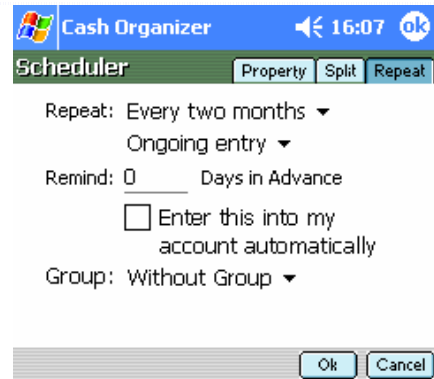 Cash Organizer 16:07 ok
Scheduler Property Split Repeat
Repeat: Every two months
Ongoing entry
Remind: 0 Days in Advance
Enter this into my
account automatically
Group: Without Group
Ok Cancel